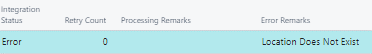 Integration
Status Retry Count Processing Remarks Error Remarks
Error 0 Location Does Not Exist